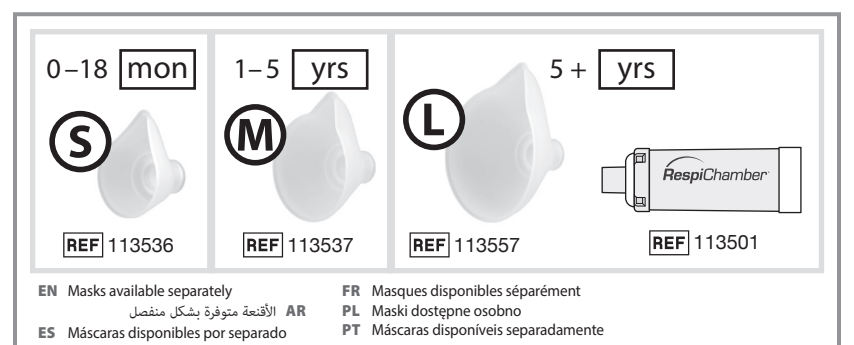 0–18 mon
S
REF 113536
1–5 yrs
M
REF 113537
5 + yrs
L
RespiChamber
REF 113557
REF 113501
EN Masks available separately
AR الأقنعة متوفرة بشكل منفصل
ES Máscaras disponibles por separado
FR Masques disponibles séparément
PL Maski dostępne osobno
PT Máscaras disponíveis separadamente